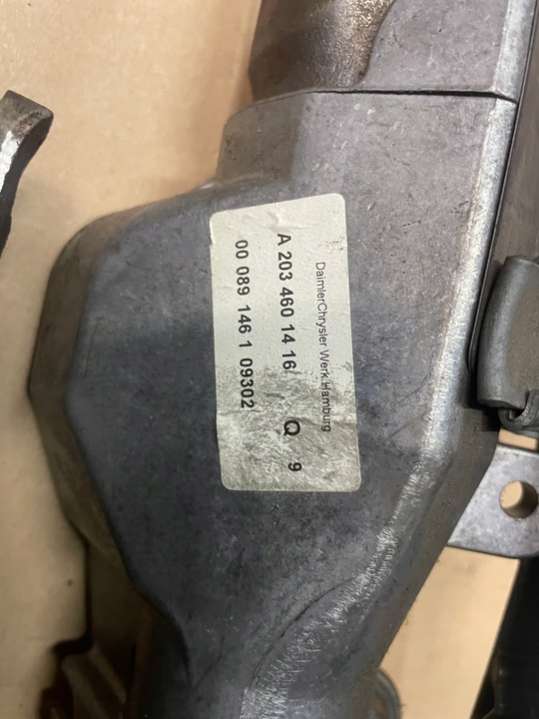 DaimlerChrysler Werk Hamburg
A 203 460 14 16 Q 9
00 089 146 1 09302